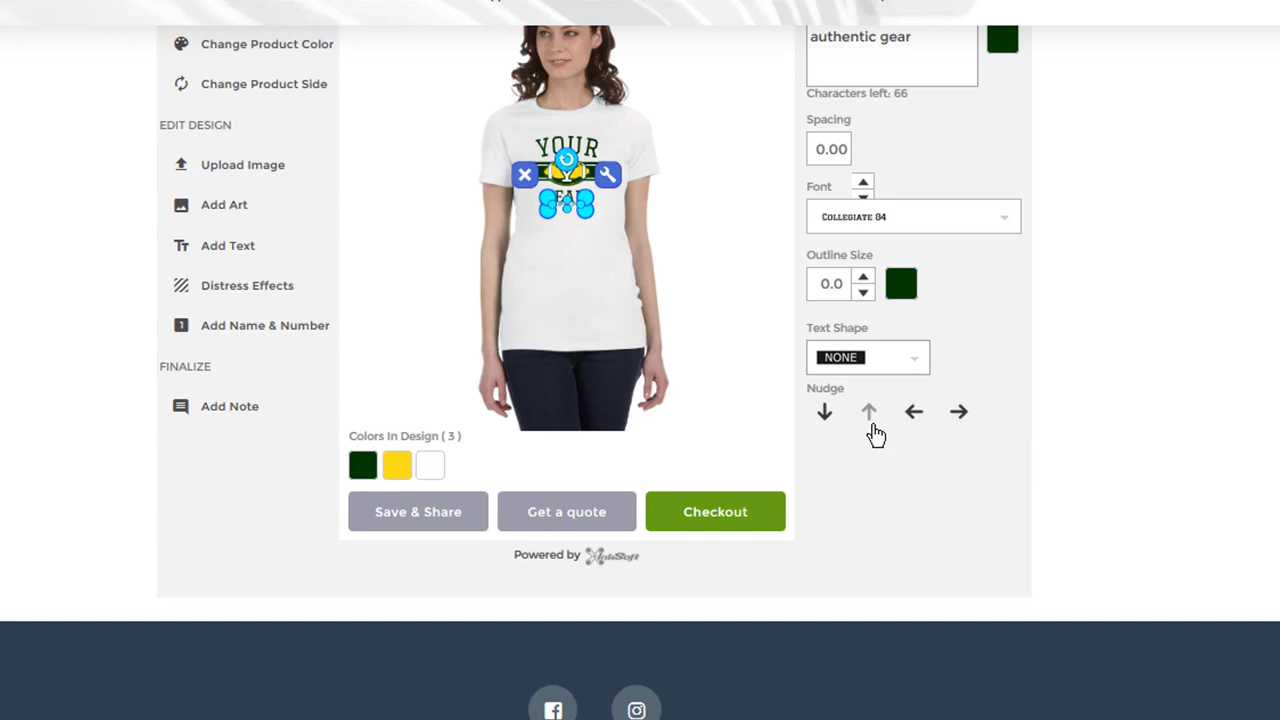 Change Product Color
authentic gear
Change Product Side
Characters left: 66
EDIT DESIGN
Spacing
0.00
Upload Image
YOUR
Font
Add Art
COLLEGIATE 04
Add Text
Outline Size
0.0
Distress Effects
Add Name & Number
Text Shape
NONE
FINALIZE
Nudge
Add Note
Colors In Design ( 3 )
Save & Share
Get a quote
Checkout
Powered by InkSoft